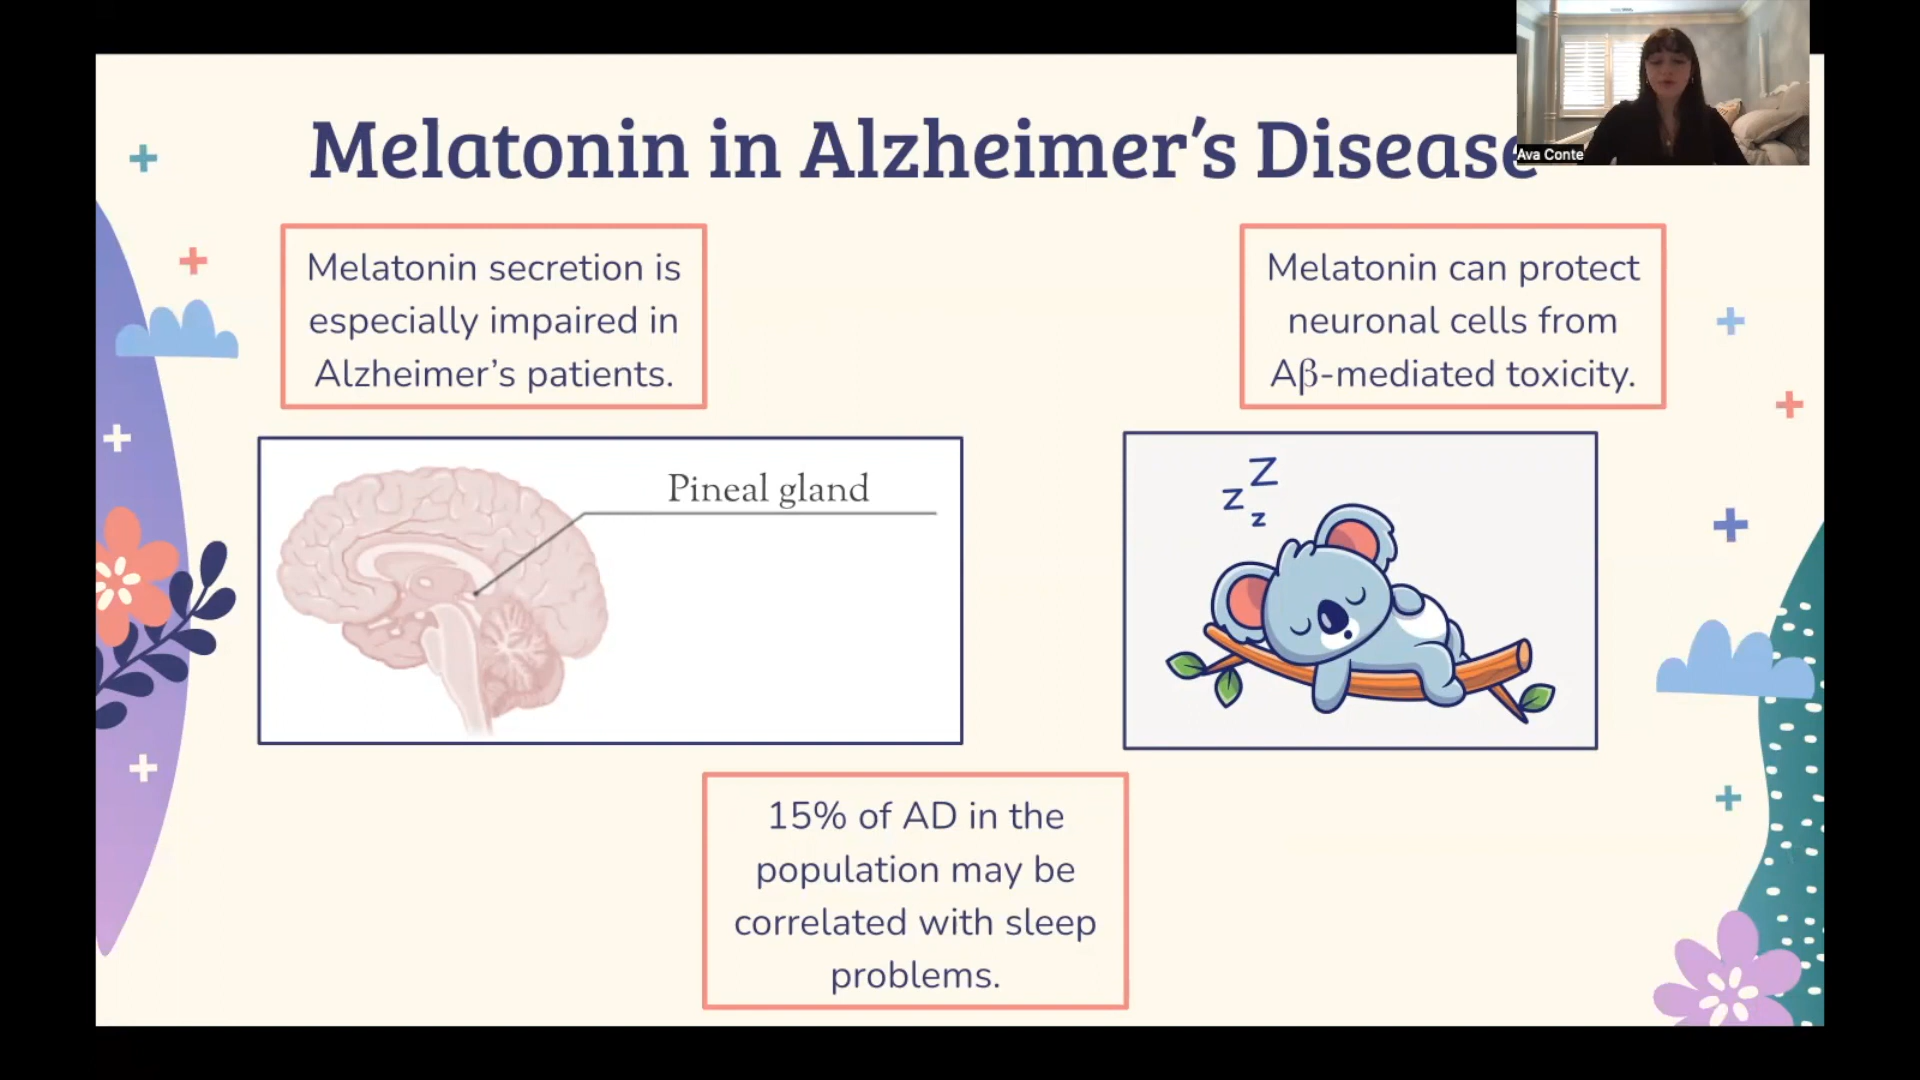 Melatonin in Alzheimer's Disease
Ava Conte
Melatonin secretion is
especially impaired in
Alzheimer's patients.
Melatonin can protect
neuronal cells from
Aβ-mediated toxicity.
Pineal gland
z Z
z
15% of AD in the
population may be
correlated with sleep
problems.